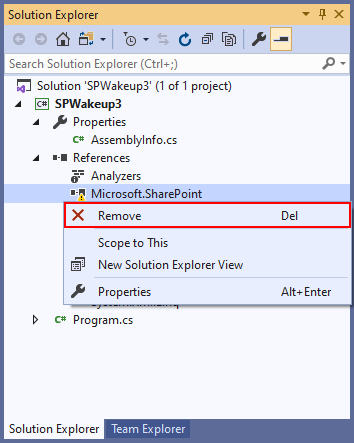 Solution Explorer
Search Solution Explorer (Ctrl+;)
Solution 'SPWakeup3' (1 of 1 project)
C# SPWakeup3
Properties
C# AssemblyInfo.cs
References
Analyzers
Microsoft.SharePoint
Remove Del
Scope to This
New Solution Explorer View
Properties Alt+Enter
C# Program.cs
Solution Explorer Team Explorer